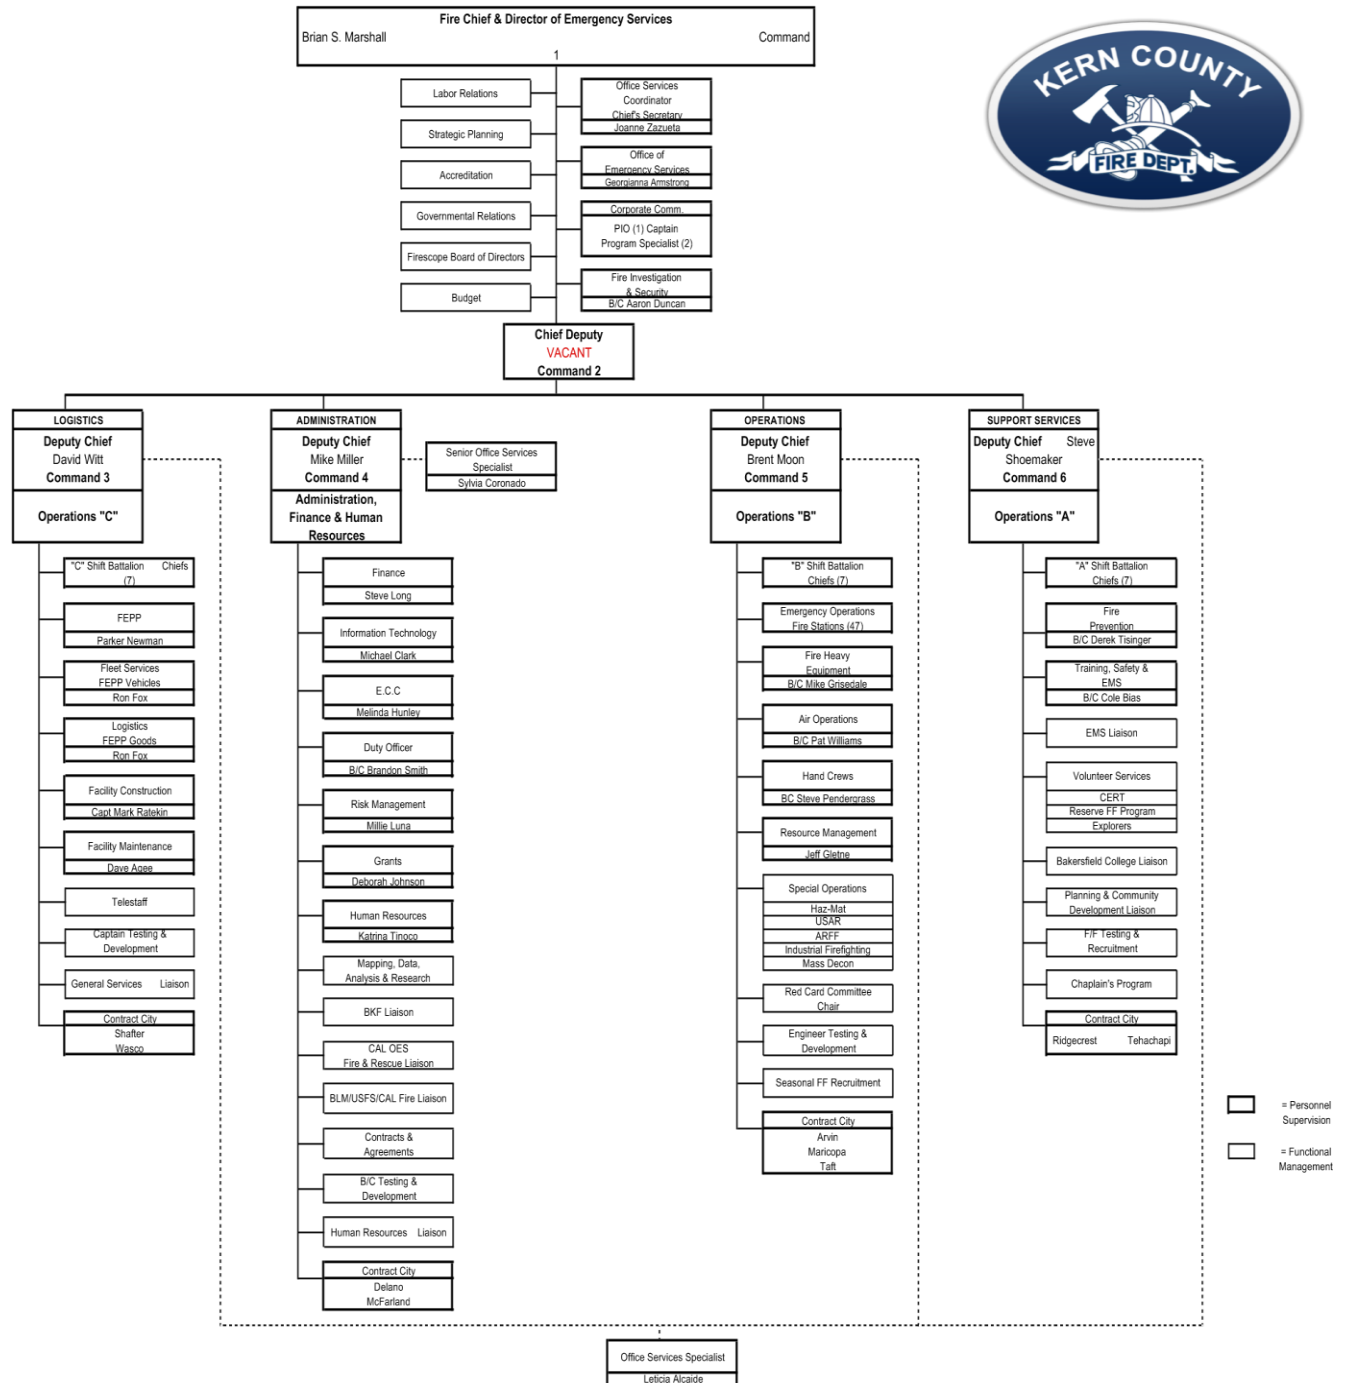 Fire Chief & Director of Emergency Services
Brian S. Marshall Command
1
KERN COUNTY
FIRE DEPT.
Labor Relations
Strategic Planning
Accreditation
Governmental Relations
Firescope Board of Directors
Budget
Office Services
Coordinator
Chief's Secretary
Joanne Zazueta
Office of
Emergency Services
Georgianna Armstrong
Corporate Comm.
PIO (1) Captain
Program Specialist (2)
Fire Investigation
& Security
B/C Aaron Duncan
Chief Deputy
VACANT
Command 2
LOGISTICS
Deputy Chief
David Witt
Command 3
Operations "C"
"C" Shift Battalion Chiefs
(7)
FEPP
Parker Newman
Fleet Services
FEPP Vehicles
Ron Fox
Logistics
FEPP Goods
Ron Fox
Facility Construction
Capt Mark Ratekin
Facility Maintenance
Dave Agee
Telestaff
Captain Testing &
Development
General Services Liaison
Contract City
Shafter
Wasco
ADMINISTRATION
Deputy Chief
Mike Miller
Command 4
Administration,
Finance & Human
Resources
Senior Office Services
Specialist
Sylvia Coronado
Finance
Steve Long
Information Technology
Michael Clark
E.C.C
Melinda Hunley
Duty Officer
B/C Brandon Smith
Risk Management
Millie Luna
Grants
Deborah Johnson
Human Resources
Katrina Tinoco
Mapping, Data,
Analysis & Research
BKF Liaison
CAL OES
Fire & Rescue Liaison
BLM/USFS/CAL Fire Liaison
Contracts &
Agreements
B/C Testing &
Development
Human Resources Liaison
Contract City
Delano
McFarland
OPERATIONS
Deputy Chief
Brent Moon
Command 5
Operations "B"
"B" Shift Battalion
Chiefs (7)
Emergency Operations
Fire Stations (47)
Fire Heavy
Equipment
B/C Mike Grisedale
Air Operations
B/C Pat Williams
Hand Crews
BC Steve Pendergrass
Resource Management
Jeff Gletne
Special Operations
Haz-Mat
USAR
ARFF
Industrial Firefighting
Mass Decon
Red Card Committee
Chair
Engineer Testing &
Development
Seasonal FF Recruitment
Contract City
Arvin
Maricopa
Taft
SUPPORT SERVICES
Deputy Chief Steve
Shoemaker
Command 6
Operations "A"
"A" Shift Battalion
Chiefs (7)
Fire
Prevention
B/C Derek Tisinger
Training, Safety &
EMS
B/C Cole Bias
EMS Liaison
Volunteer Services
CERT
Reserve FF Program
Explorers
Bakersfield College Liaison
Planning & Community
Development Liaison
F/F Testing &
Recruitment
Chaplain's Program
Contract City
Ridgecrest Tehachapi
= Personnel
Supervision
= Functional
Management
Office Services Specialist
Leticia Alcaide